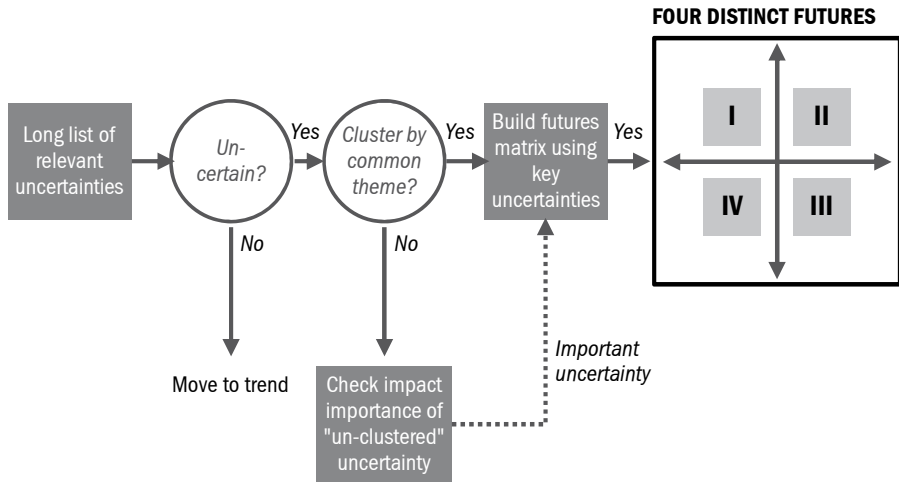 FOUR DISTINCT FUTURES
Long list of
relevant
uncertainties
Un-
certain?
Yes
Cluster by
common
theme?
Yes
Build futures
matrix using
key
uncertainties
Yes
I
II
IV
III
No
No
Move to trend
Check impact
importance of
"un-clustered"
uncertainty
Important
uncertainty